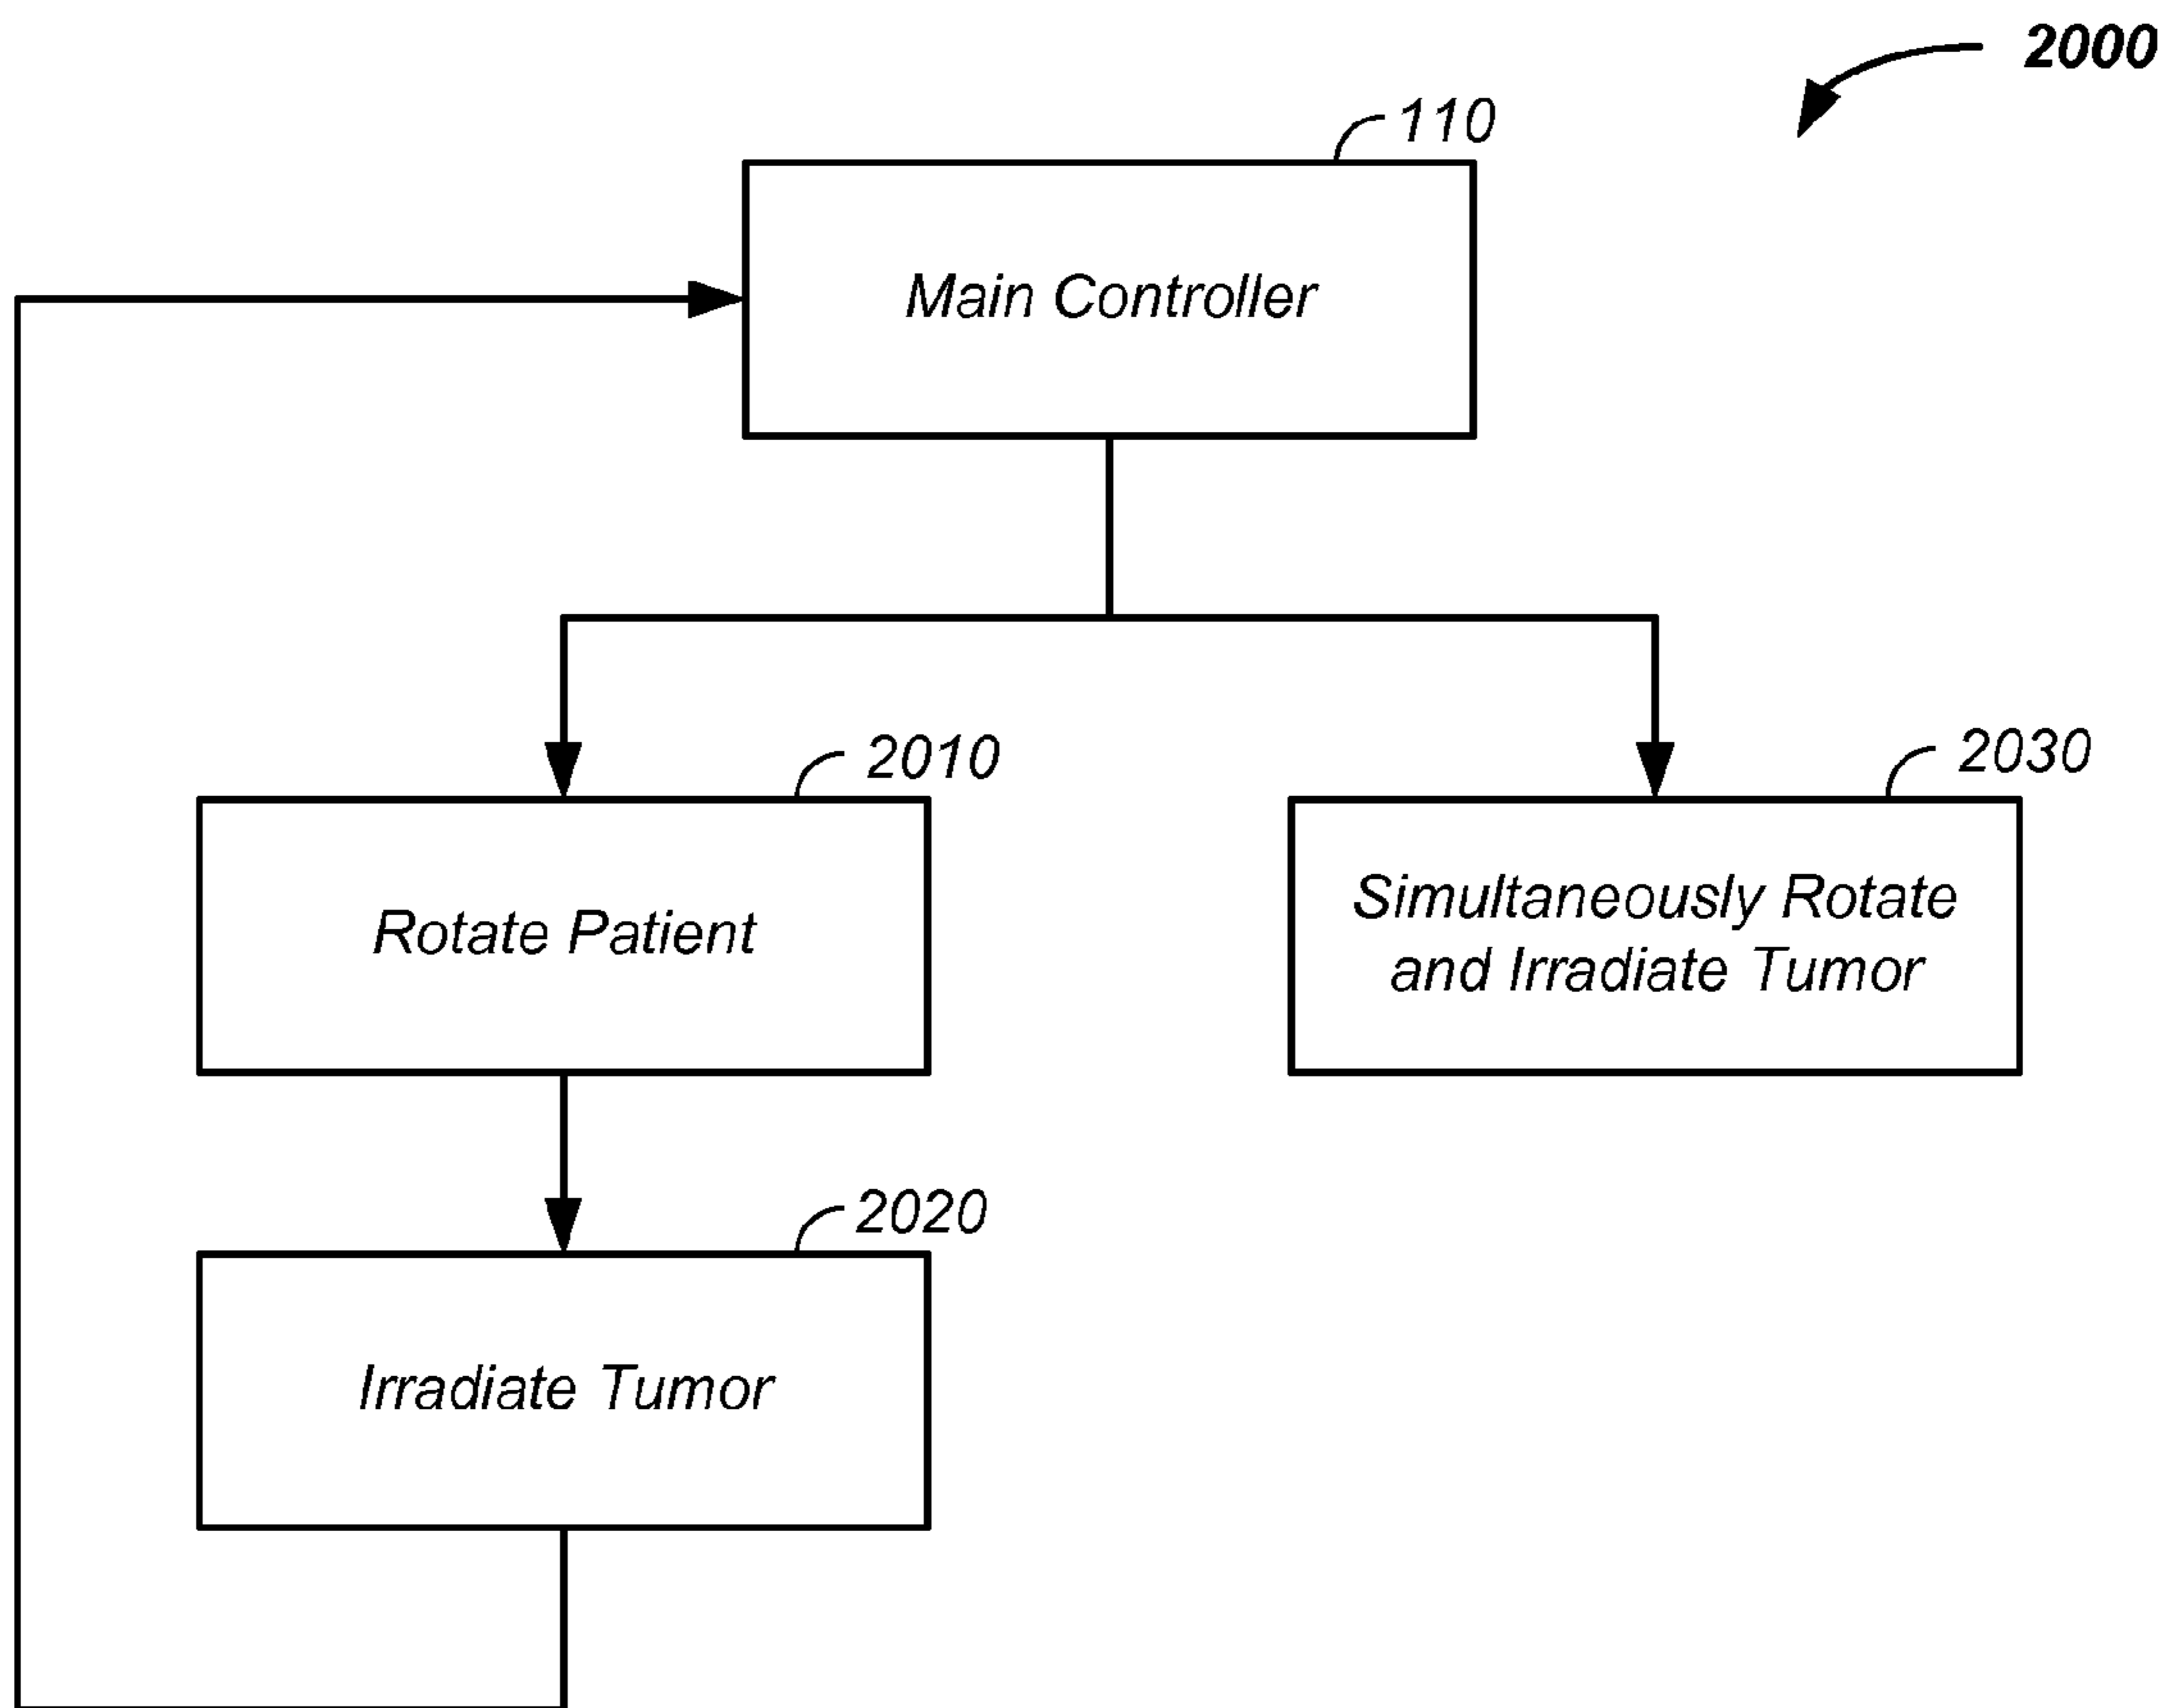 2000
110
Main Controller
2010
2030
Rotate Patient
Simultaneously Rotate
and Irradiate Tumor
2020
Irradiate Tumor